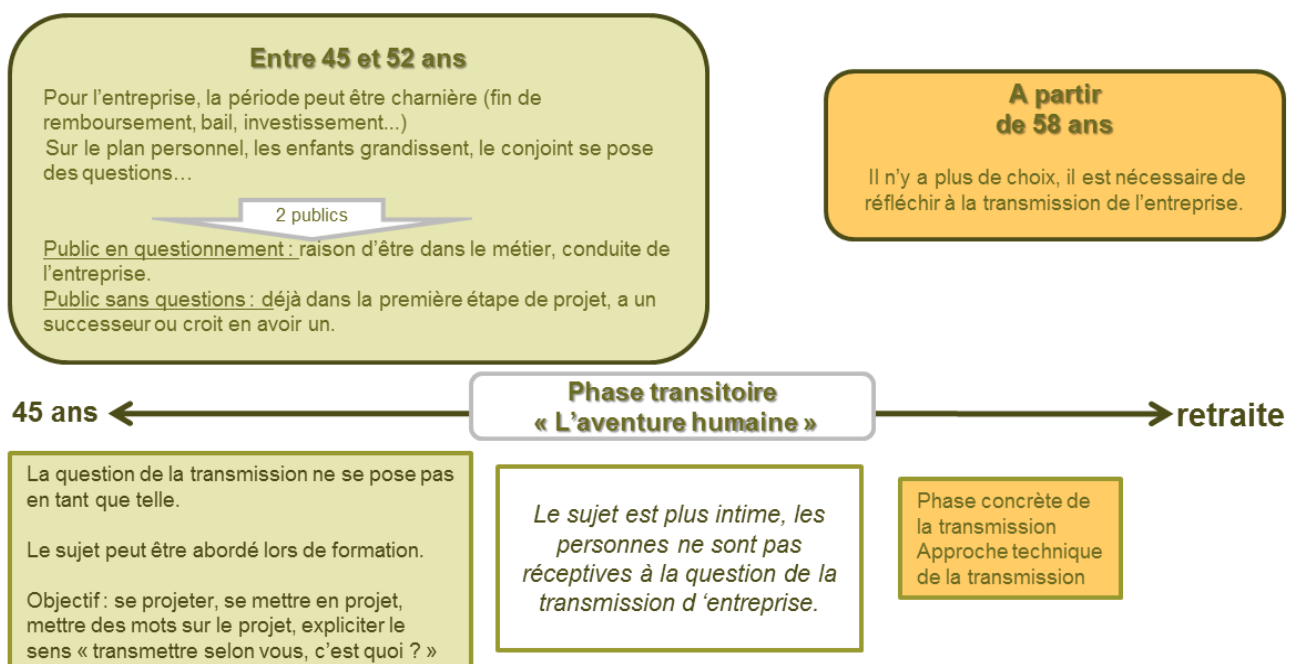 Entre 45 et 52 ans
Pour l'entreprise, la période peut être charnière (fin de
remboursement, bail, investissement...)
Sur le plan personnel, les enfants grandissent, le conjoint se pose
des questions…
2 publics
Public en questionnement : raison d'être dans le métier, conduite de
l'entreprise.
Public sans questions : déjà dans la première étape de projet, a un
successeur ou croit en avoir un.
A partir
de 58 ans
Il n'y a plus de choix, il est nécessaire de
réfléchir à la transmission de l'entreprise.
45 ans
Phase transitoire
« L'aventure humaine »
retraite
La question de la transmission ne se pose pas
en tant que telle.
Le sujet peut être abordé lors de formation.
Objectif : se projeter, se mettre en projet,
mettre des mots sur le projet, expliciter le
sens « transmettre selon vous, c'est quoi ? »
Le sujet est plus intime, les
personnes ne sont pas
réceptives à la question de la
transmission d 'entreprise.
Phase concrète de
la transmission
Approche technique
de la transmission